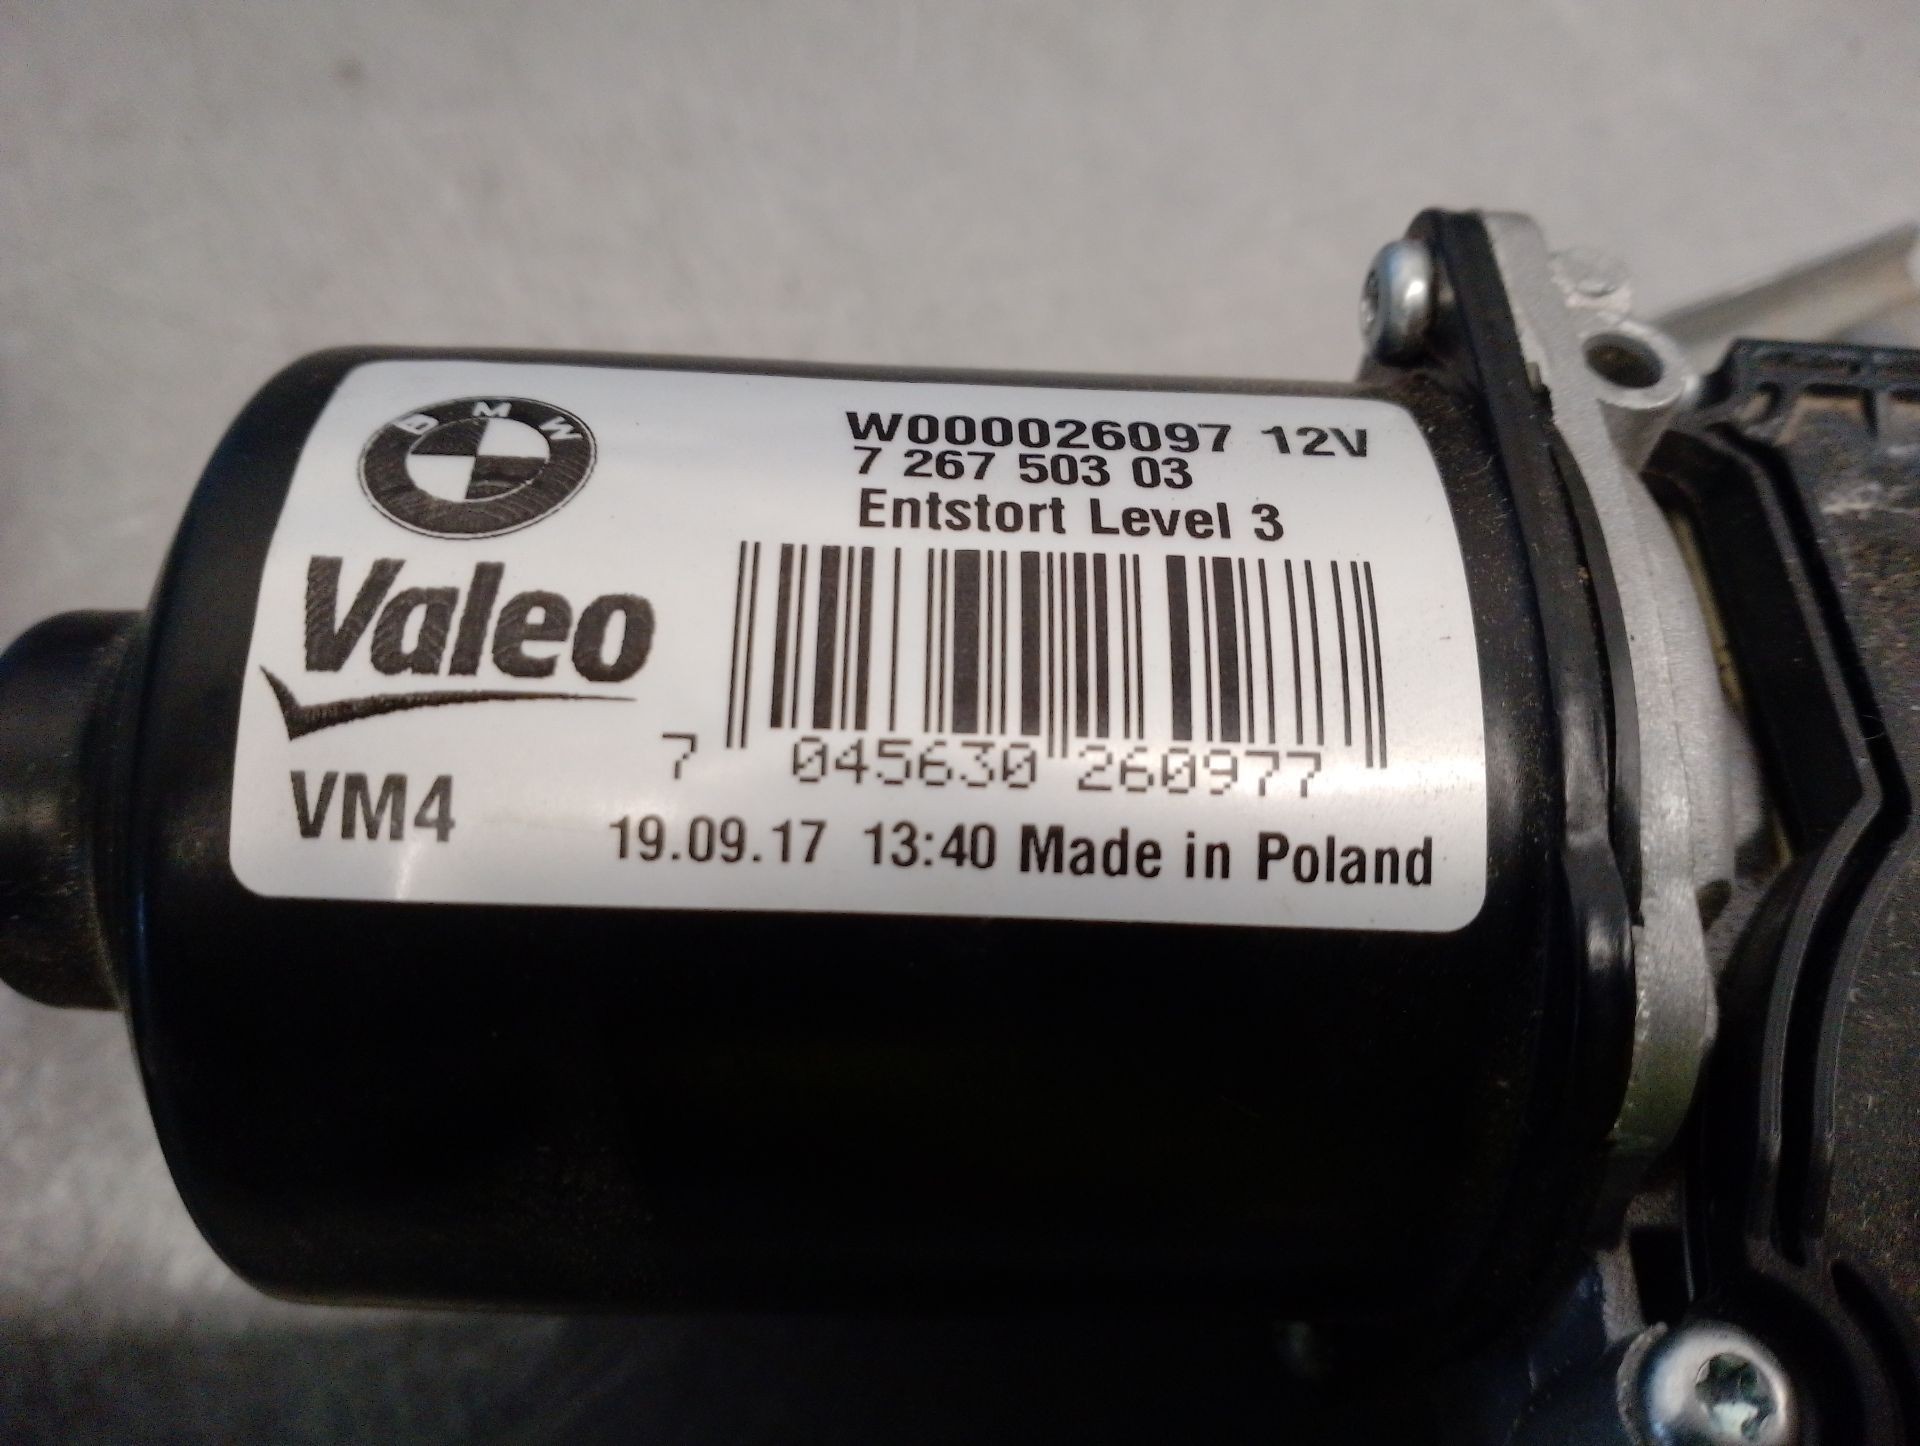 BMW
W000026097 12V
7 267 503 03
Entstort Level 3
Valeo
7 045630 260977
VM4
19.09.17 13:40 Made in Poland